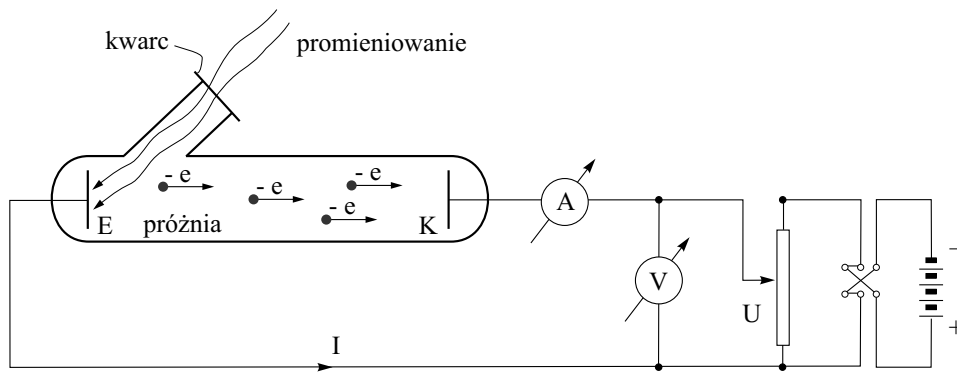 kwarc
promieniowanie
- e
- e
- e
E
próżnia
K
A
V
U
−
+
I